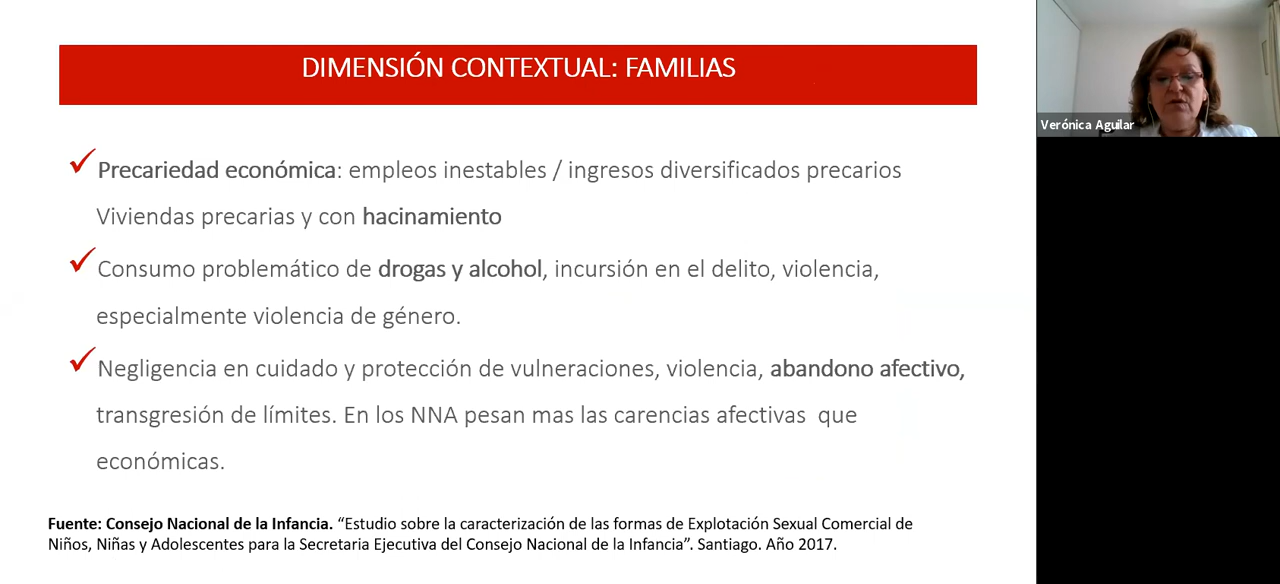 DIMENSIÓN CONTEXTUAL: FAMILIAS
Precariedad económica: empleos inestables / ingresos diversificados precarios
Viviendas precarias y con hacinamiento
Consumo problemático de drogas y alcohol, incursión en el delito, violencia,
especialmente violencia de género.
Negligencia en cuidado y protección de vulneraciones, violencia, abandono afectivo,
transgresión de límites. En los NNA pesan mas las carencias afectivas que
económicas.
Fuente: Consejo Nacional de la Infancia. “Estudio sobre la caracterización de las formas de Explotación Sexual Comercial de
Niños, Niñas y Adolescentes para la Secretaria Ejecutiva del Consejo Nacional de la Infancia”. Santiago. Año 2017.
Verónica Aguilar